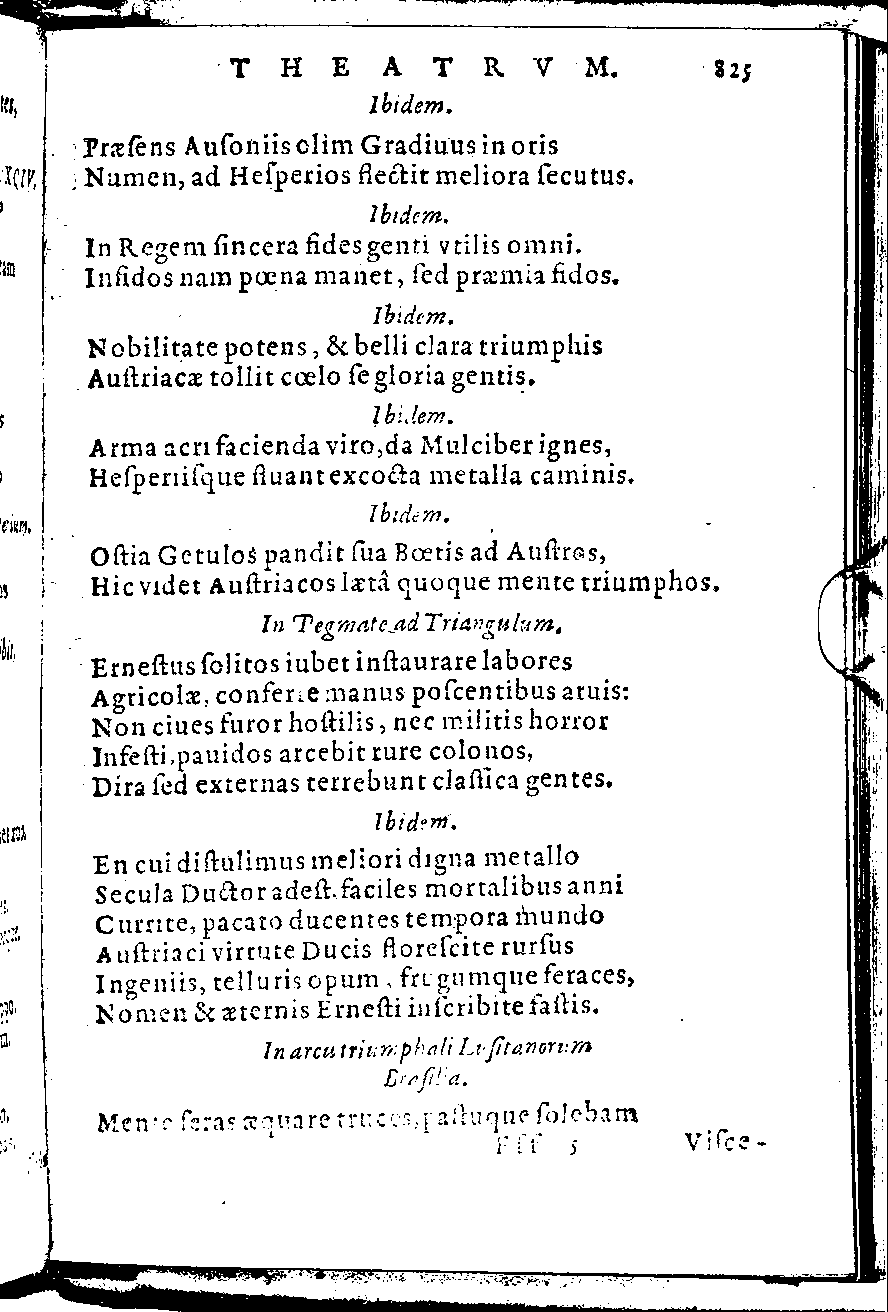 THEATRVM. 825
Ibidem.
Præſens Auſoniis olim Gradiuus in oris
Numen, ad Heſperios flectit meliora ſecutus.
Ibidem.
In Regem ſincera fides genti vtilis omni.
Infidos nam pœna manet, ſed præmia fidos.
Ibidem.
Nobilitate potens, & belli clara triumphis
Auſtriacæ tollit cœlo ſe gloria gentis.
Ibidem.
Arma acri facienda viro, da Mulciber ignes,
Heſperiiſque fluant excocta metalla caminis.
Ibidem.
Oſtia Getulos pandit ſua Bœtis ad Auſtros,
Hic videt Auſtriacos lætâ quoque mente triumphos.
In Tegmate ad Triangulum.
Erneſtus ſolitos iubet inſtaurare labores
Agricolæ, conferte manus poſcentibus aruis:
Non ciues furor hoſtilis, nec militis horror
Infeſti, pauidos arcebit rure colonos,
Dira ſed externas terrebunt claſſica gentes.
Ibidem.
En cui diſtulimus meliori digna metallo
Secula Ductor adeſt. faciles mortalibus anni
Currite, pacato ducentes tempora mundo
Auſtriaci virtute Ducis floreſcite rurſus
Ingeniis, telluris opum, frugumque feraces,
Nomen & æternis Erneſti inſcribite faſtis.
In arcu triumphali Luſitanorum
Braſilia.
Mente feras æquare truces, paſtuque ſolebam
Fff 5 Viſce-